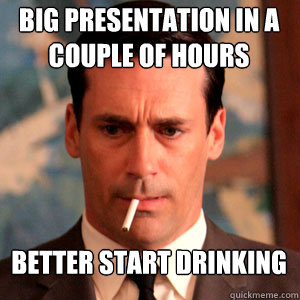 BIG PRESENTATION IN A
COUPLE OF HOURS
BETTER START DRINKING
quickmeme.com